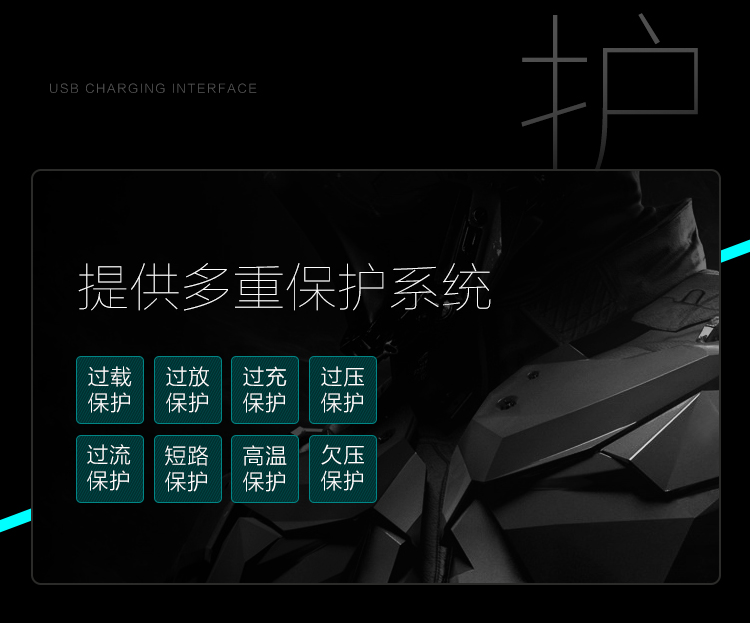 护
USB CHARGING INTERFACE
提供多重保护系统
过载
保护
过放
保护
过充
保护
过压
保护
过流
保护
短路
保护
高温
保护
欠压
保护